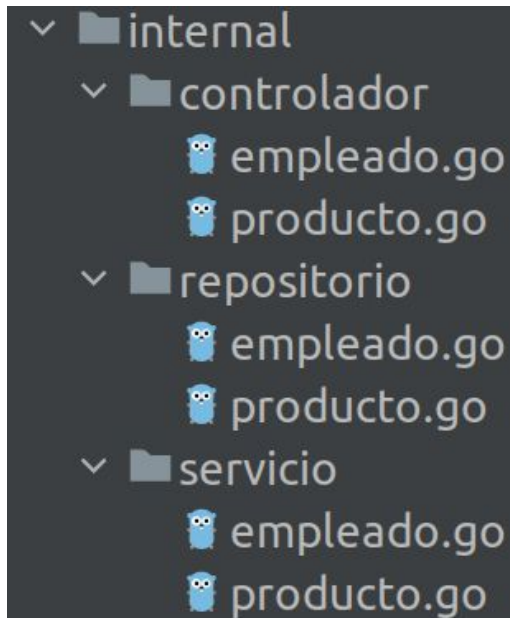 internal
controlador
empleado.go
producto.go
repositorio
empleado.go
producto.go
servicio
empleado.go
producto.go